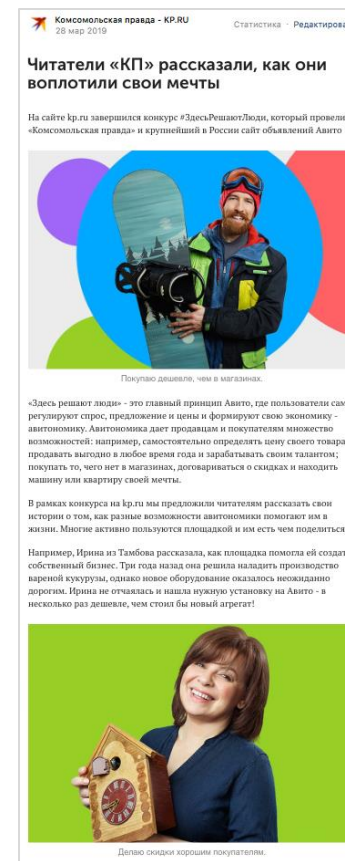 Комсомольская правда - KP.RU
28 мар 2019
Статистика · Редактирова
Читатели «КП» рассказали, как они
воплотили свои мечты
На сайте kp.ru завершился конкурс #ЗдесьРешаютЛюди, который провели
«Комсомольская правда» и крупнейший в России сайт объявлений Авито
Покупаю дешевле, чем в магазинах.
«Здесь решают люди» - это главный принцип Авито, где пользователи сам
регулируют спрос, предложение и цены и формируют свою экономику -
авитономику. Авитономика дает продавцам и покупателям множество
возможностей: например, самостоятельно определять цену своего товара
продавать выгодно в любое время года и зарабатывать своим талантом;
покупать то, чего нет в магазинах, договариваться о скидках и находить
машину или квартиру своей мечты.
В рамках конкурса на kp.ru мы предложили читателям рассказать свои
истории о том, как разные возможности авитономики помогают им в
жизни. Многие активно пользуются площадкой и им есть чем поделиться
Например, Ирина из Тамбова рассказала, как площадка помогла ей создат
собственный бизнес. Три года назад она решила наладить производство
вареной кукурузы, однако новое оборудование оказалось неожиданно
дорогим. Ирина не отчаялась и нашла нужную установку на Авито - в
несколько раз дешевле, чем стоил бы новый агрегат!
Делаю скидки хорошим покупателям.